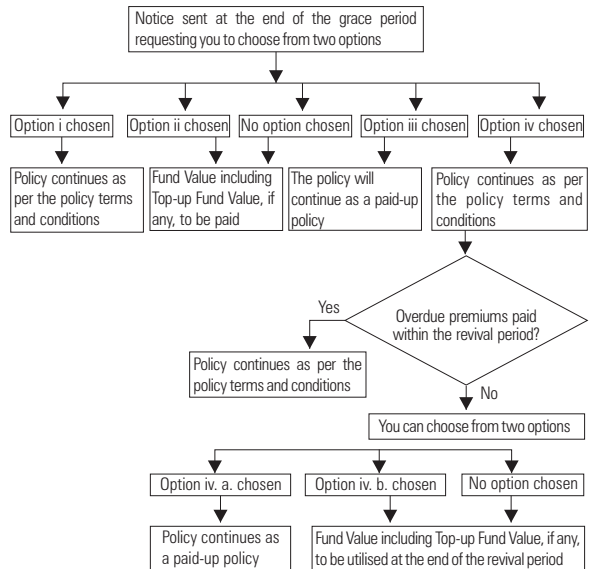 Notice sent at the end of the grace period
requesting you to choose from two options
Option i chosen
Option ii chosen
No option chosen
Option iii chosen
Option iv chosen
Policy continues as
per the policy terms
and conditions
Fund Value including
Top-up Fund Value, if
any, to be paid
The policy will
continue as a paid-up
policy
Policy continues as per
the policy terms and
conditions
Overdue premiums paid
within the revival period?
Yes
Policy continues as per the
policy terms and conditions
No
You can choose from two options
Option iv. a. chosen
Option iv. b. chosen
No option chosen
Policy continues as
a paid-up policy
Fund Value including Top-up Fund Value, if any,
to be utilised at the end of the revival period